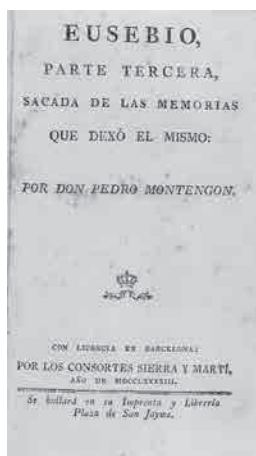 EUSEBIO,
PARTE TERCERA,
SACADA DE LAS MEMORIAS
QUE DEXÓ EL MISMO:
POR DON PEDRO MONTENGON.
CON LICENCIA EN BARCELONA:
POR LOS CONSORTES SIERRA Y MARTÍ,
AÑO DE MDCCLXXXXIII.
Se hallará en su Imprenta y Librería
Plaza de San Jayme.